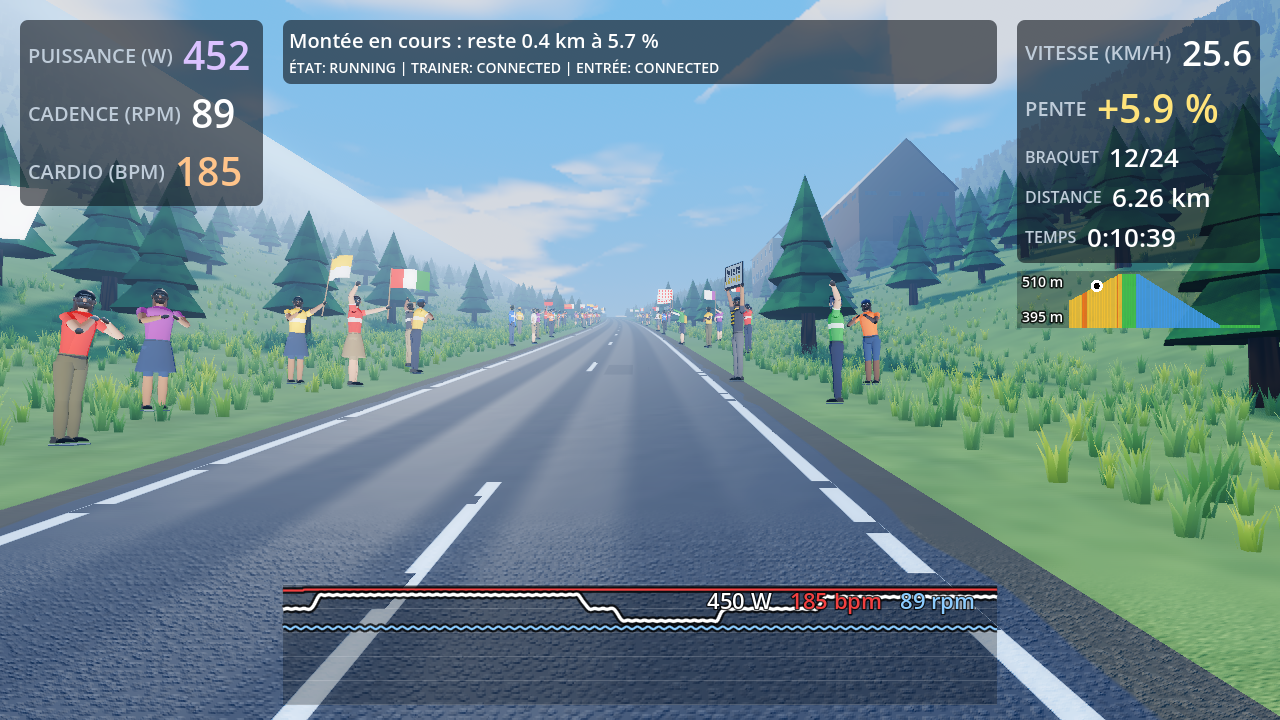 PUISSANCE (W) 452
CADENCE (RPM) 89
CARDIO (BPM) 185
Montée en cours : reste 0.4 km à 5.7 %
ÉTAT: RUNNING | TRAINER: CONNECTED | ENTRÉE: CONNECTED
VITESSE (KM/H) 25.6
PENTE +5.9 %
BRAQUET 12/24
DISTANCE 6.26 km
TEMPS 0:10:39
510 m
395 m
450 W 185 bpm 89 rpm